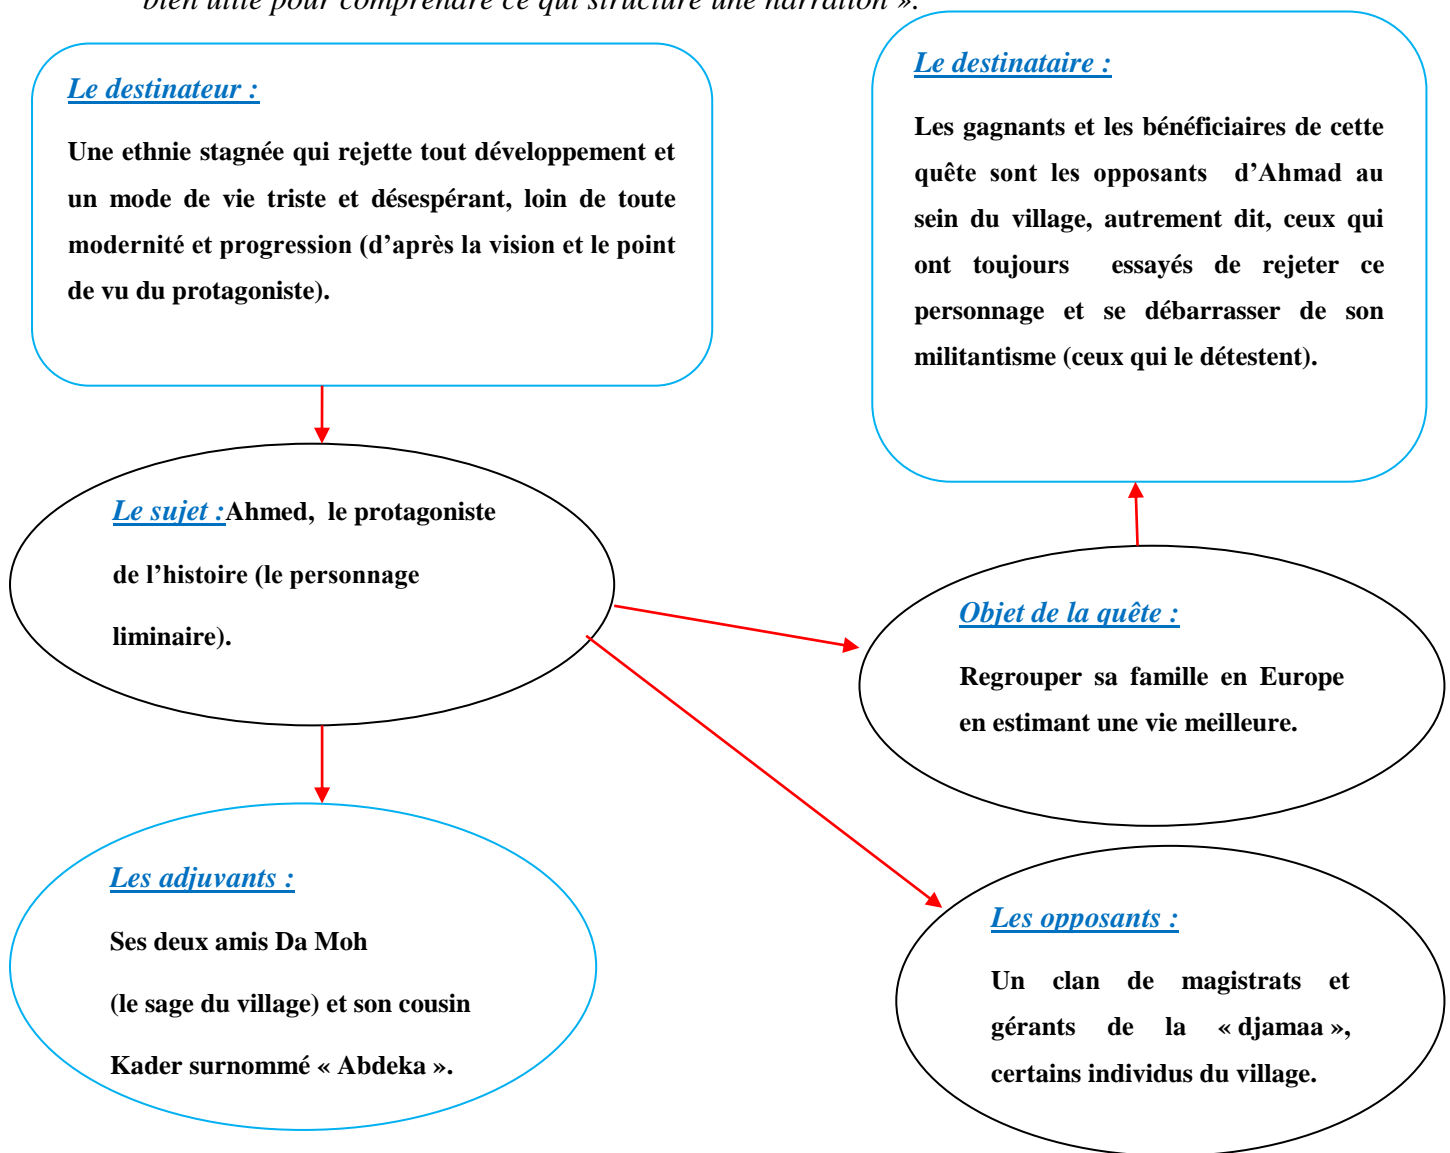 bien utile pour comprendre ce qui structure une narration ».
Le destinateur :
Une ethnie stagnée qui rejette tout développement et
un mode de vie triste et désespérant, loin de toute
modernité et progression (d’après la vision et le point
de vu du protagoniste).
Le destinataire :
Les gagnants et les bénéficiaires de cette
quête sont les opposants d’Ahmad au
sein du village, autrement dit, ceux qui
ont toujours essayés de rejeter ce
personnage et se débarrasser de son
militantisme (ceux qui le détestent).
Le sujet :Ahmed, le protagoniste
de l’histoire (le personnage
liminaire).
Objet de la quête :
Regrouper sa famille en Europe
en estimant une vie meilleure.
Les adjuvants :
Ses deux amis Da Moh
(le sage du village) et son cousin
Kader surnommé « Abdeka ».
Les opposants :
Un clan de magistrats et
gérants de la « djamaa »,
certains individus du village.